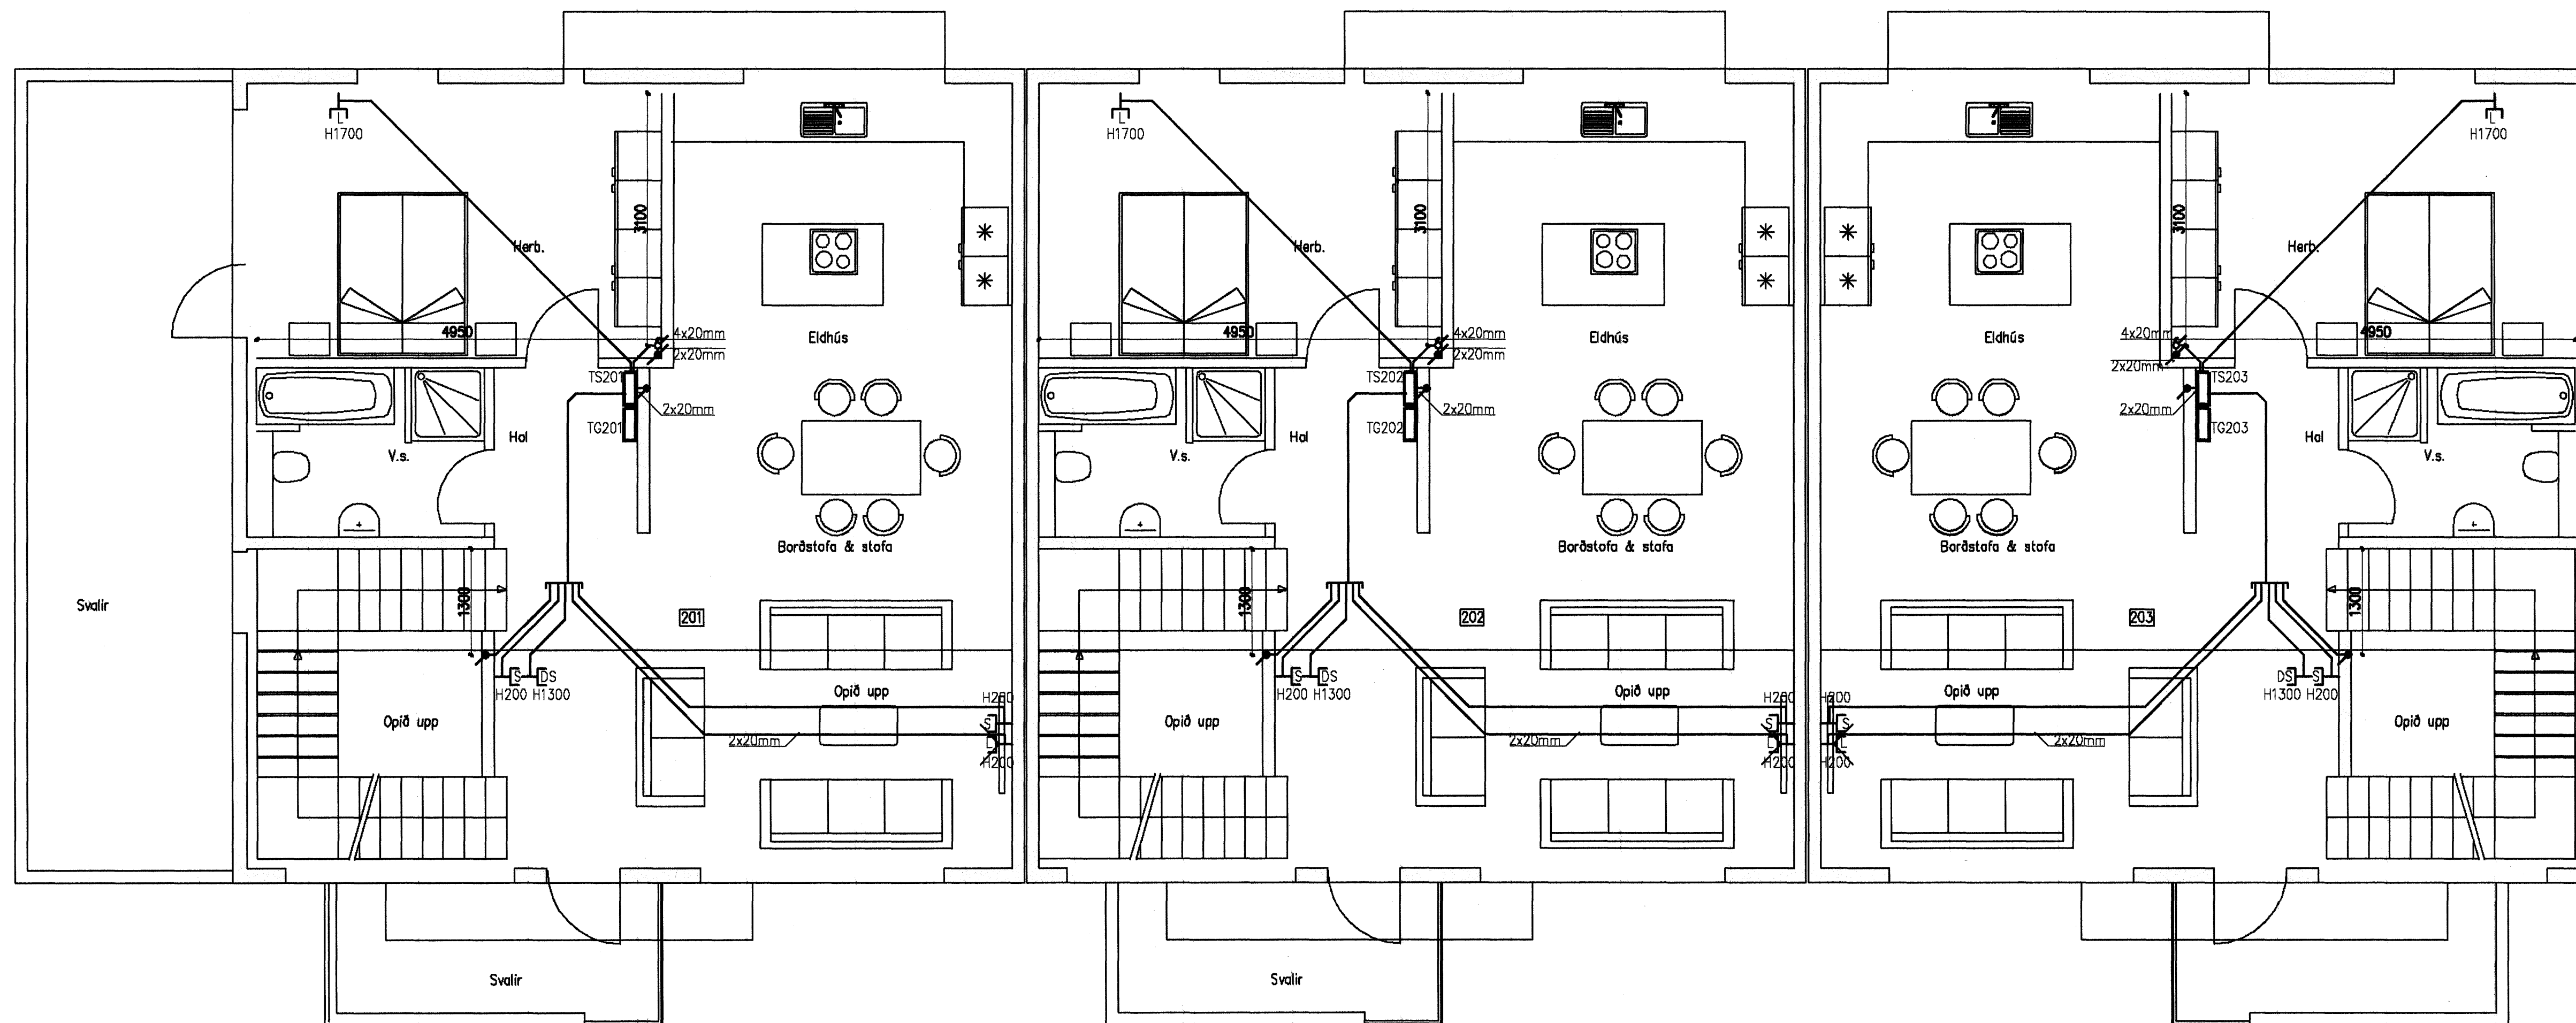 H1700
H1700
H1700
3100
3100
3100
Herb.
Herb.
Herb.
4950
4x20mm
Eldhús
4950
4x20mm
Eldhús
Eldhús
4x20mm
4950
2x20mm
2x20mm
2x20mm
TS201
TS202
TS203
2x20mm
2x20mm
2x20mm
TG201
Hol
TG202
Hol
TG203
Hol
V.s.
V.s.
V.s.
Borðstofa & stofa
Borðstofa & stofa
Borðstofa & stofa
Svalir
1300
201
1300
202
203
1300
S DS
H200 H1300
S DS
H200 H1300
DS S
H1300 H200
Opið upp
H200
Opið upp
H200
H200
Opið upp
Opið upp
S
Opið upp
S
S
Opið upp
2x20mm
L
2x20mm
L
L
2x20mm
H200
H200
H200
Svalir
Svalir